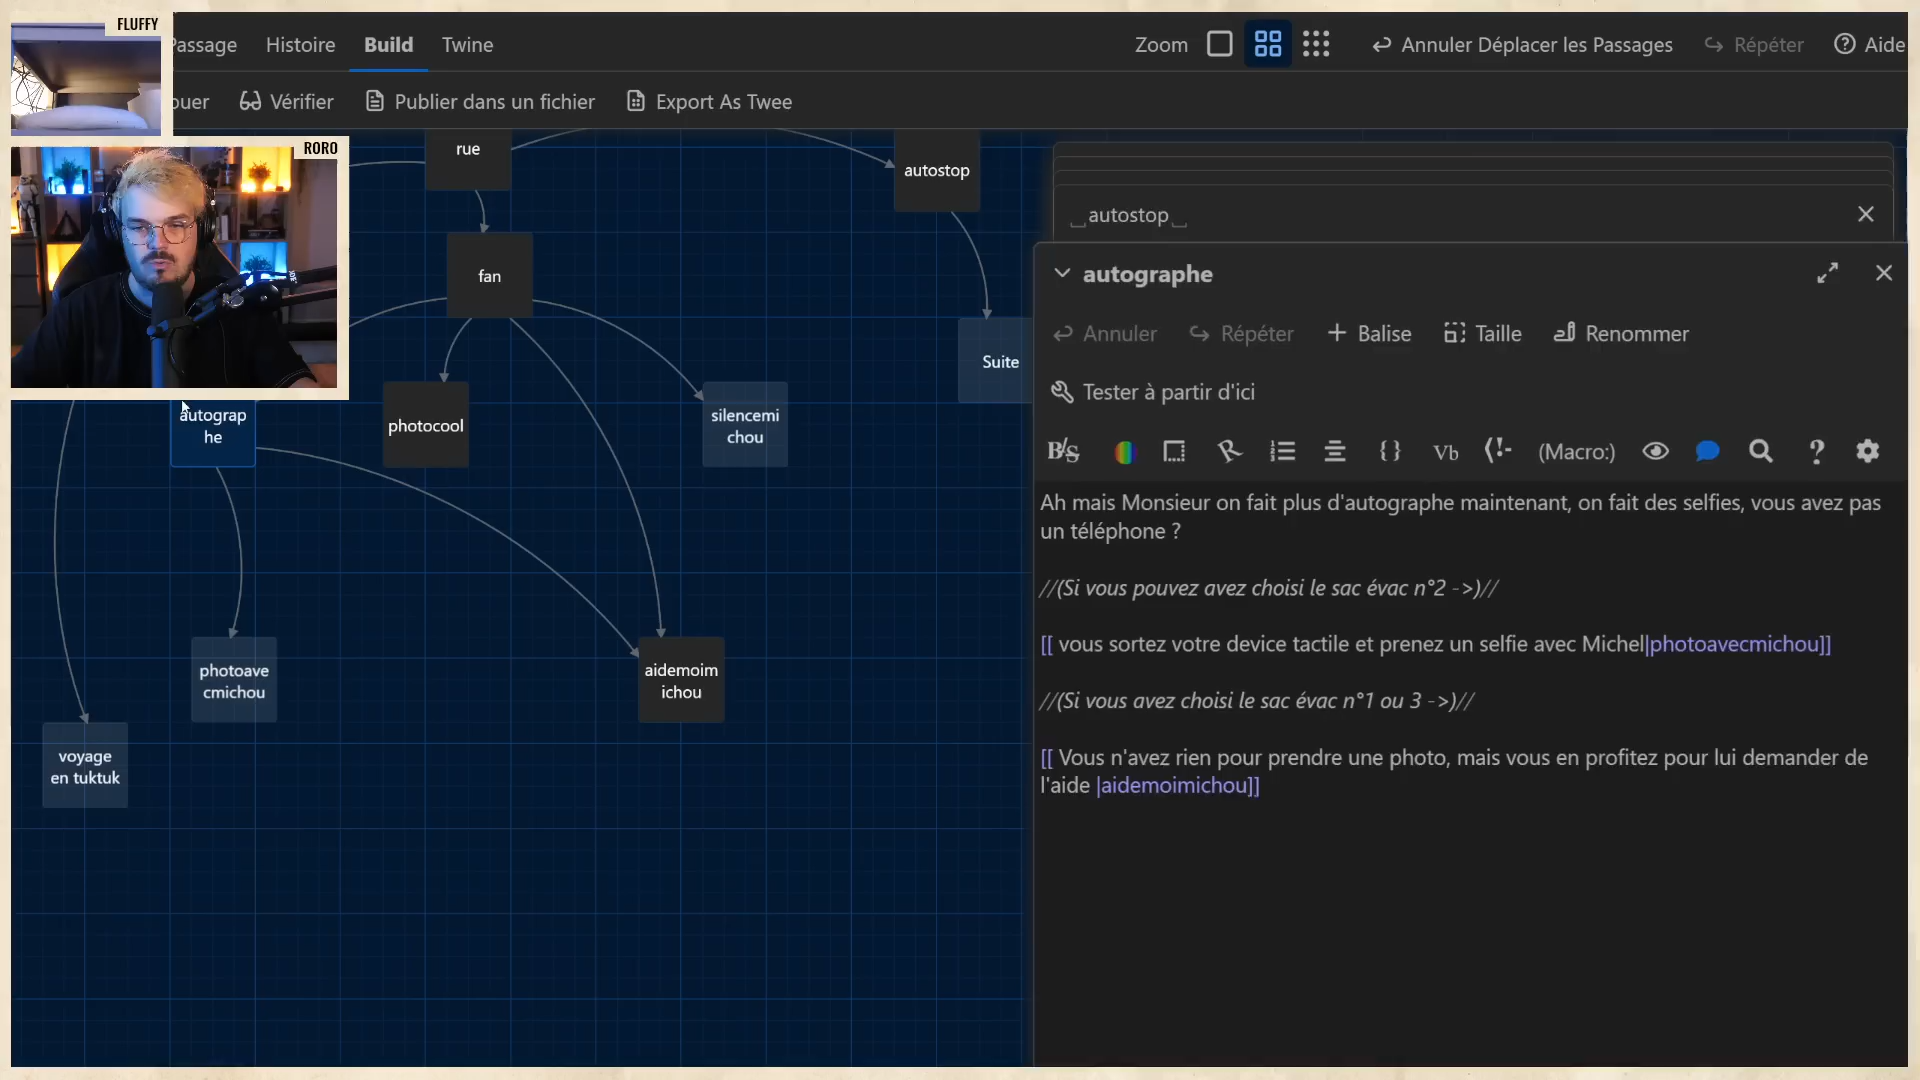 FLUFFY
Passage
Histoire
Build
Twine
Zoom
Annuler Déplacer les Passages
Répéter
Aide
ouer
Vérifier
Publier dans un fichier
Export As Twee
RORO
rue
autostop
autostop
fan
autographe
Annuler
Répéter
Balise
Taille
Renommer
Suite
Tester à partir d'ici
autograp
he
photocool
silencemi
chou
B/S
Vb
(Macro:)
Ah mais Monsieur on fait plus d'autographe maintenant, on fait des selfies, vous avez pas
un téléphone ?
//(Si vous pouvez avez choisi le sac évac n°2 ->)//
[[ vous sortez votre device tactile et prenez un selfie avec Michel|photoavecmichou]]
//(Si vous avez choisi le sac évac n°1 ou 3 ->)//
[[ Vous n'avez rien pour prendre une photo, mais vous en profitez pour lui demander de
l'aide |aidemoimichou]]
photoave
cmichou
aidemoim
ichou
voyage
en tuktuk